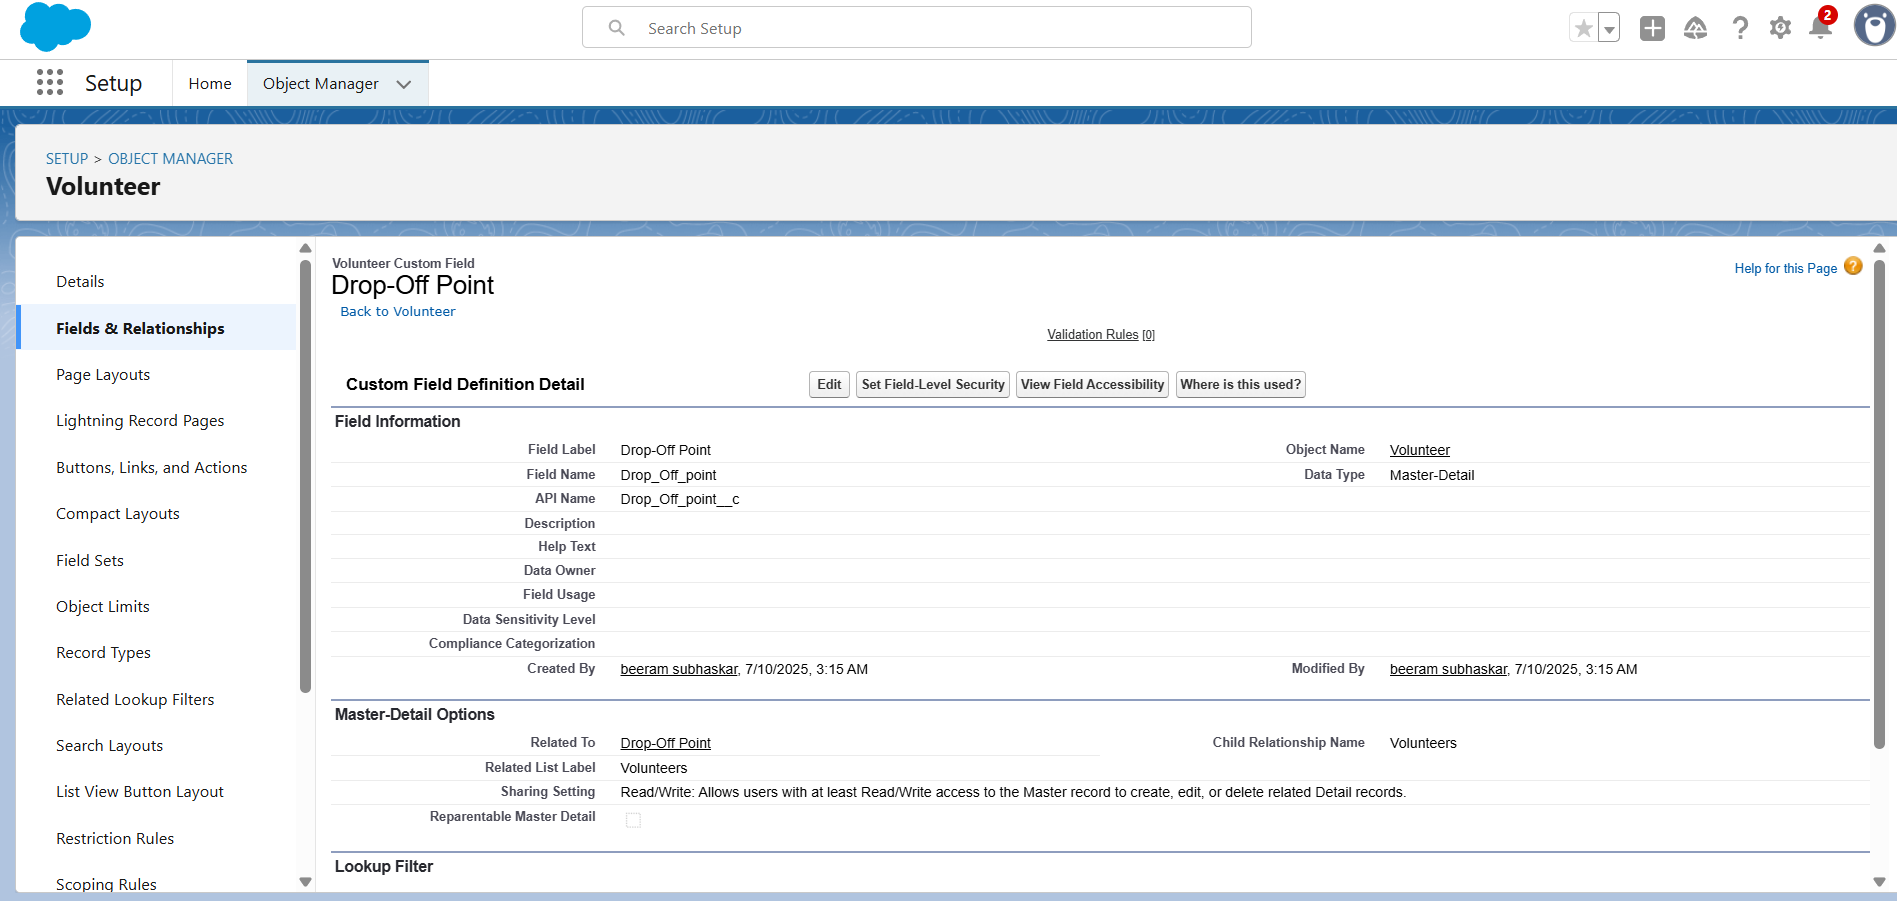 Search Setup
2
Setup
Home
Object Manager
SETUP > OBJECT MANAGER
Volunteer
Details
Fields & Relationships
Page Layouts
Lightning Record Pages
Buttons, Links, and Actions
Compact Layouts
Field Sets
Object Limits
Record Types
Related Lookup Filters
Search Layouts
List View Button Layout
Restriction Rules
Scoping Rules
Volunteer Custom Field
Drop-Off Point
Back to Volunteer
Help for this Page ?
Validation Rules [0]
Custom Field Definition Detail
Edit
Set Field-Level Security
View Field Accessibility
Where is this used?
Field Information
Field Label Drop-Off Point Object Name Volunteer
Field Name Drop_Off_point Data Type Master-Detail
API Name Drop_Off_point__c
Description
Help Text
Data Owner
Field Usage
Data Sensitivity Level
Compliance Categorization
Created By beeram subhaskar, 7/10/2025, 3:15 AM Modified By beeram subhaskar, 7/10/2025, 3:15 AM
Master-Detail Options
Related To Drop-Off Point Child Relationship Name Volunteers
Related List Label Volunteers
Sharing Setting Read/Write: Allows users with at least Read/Write access to the Master record to create, edit, or delete related Detail records.
Reparentable Master Detail
Lookup Filter